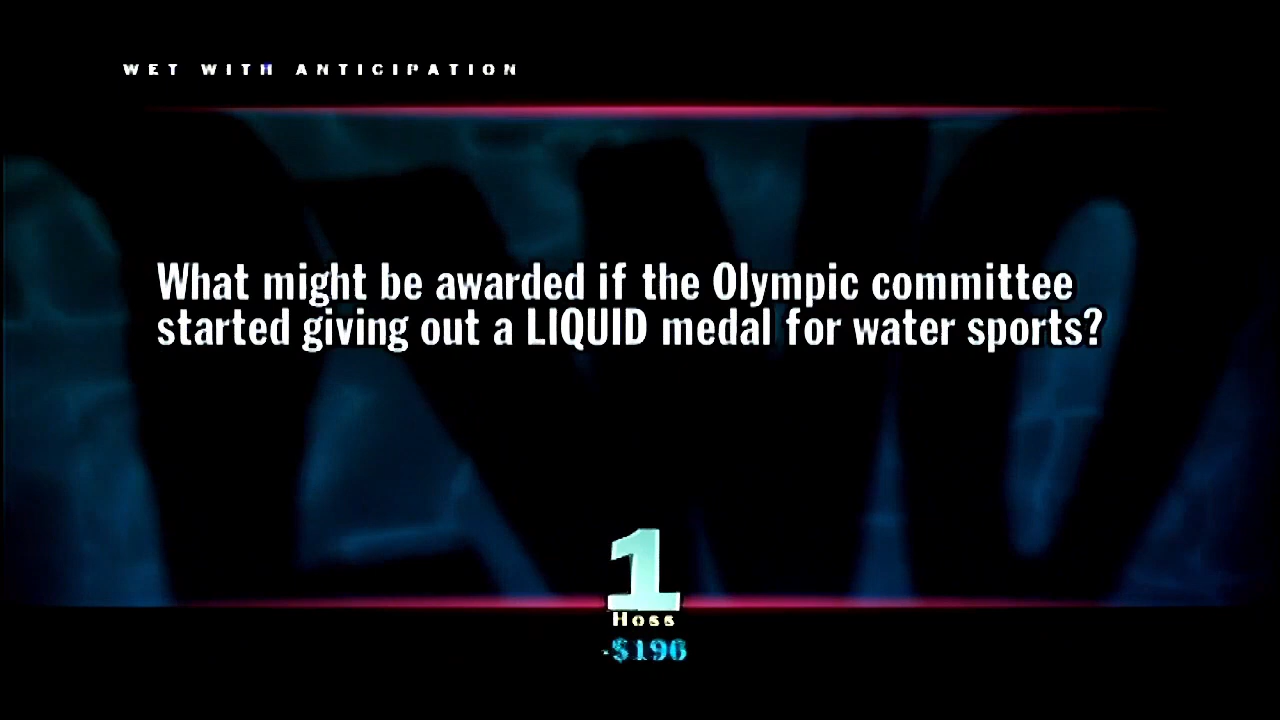 WET WITH ANTICIPATION
What might be awarded if the Olympic committee
started giving out a LIQUID medal for water sports?
1
Hoss
-$196